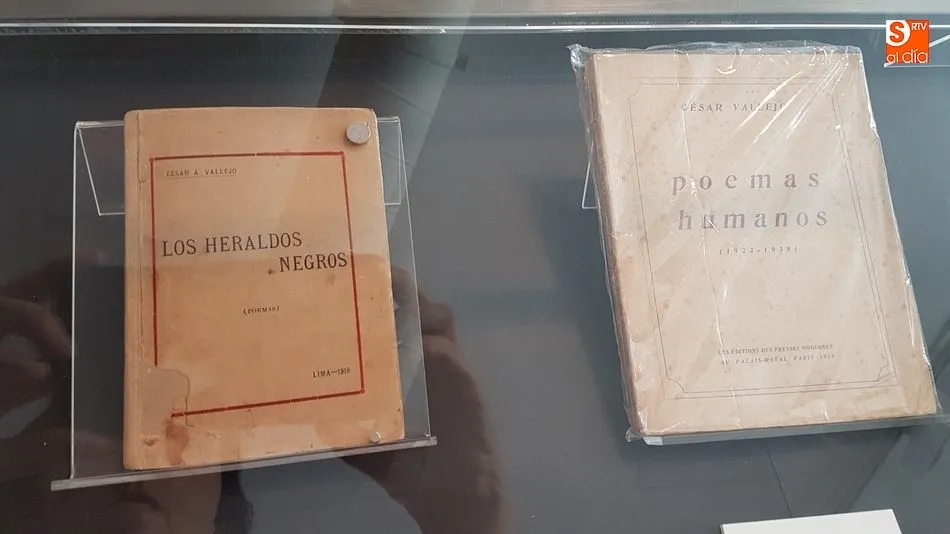 CESAR A. VALLEJO
LOS HERALDOS
NEGROS
(POEMAS)
LIMA—1918
CÉSAR VALLEJO
poemas
humanos
(1923-1938)
LES ÉDITIONS DES PRESSES MODERNES
AU PALAIS-ROYAL PARIS 1939
S RTV
al día